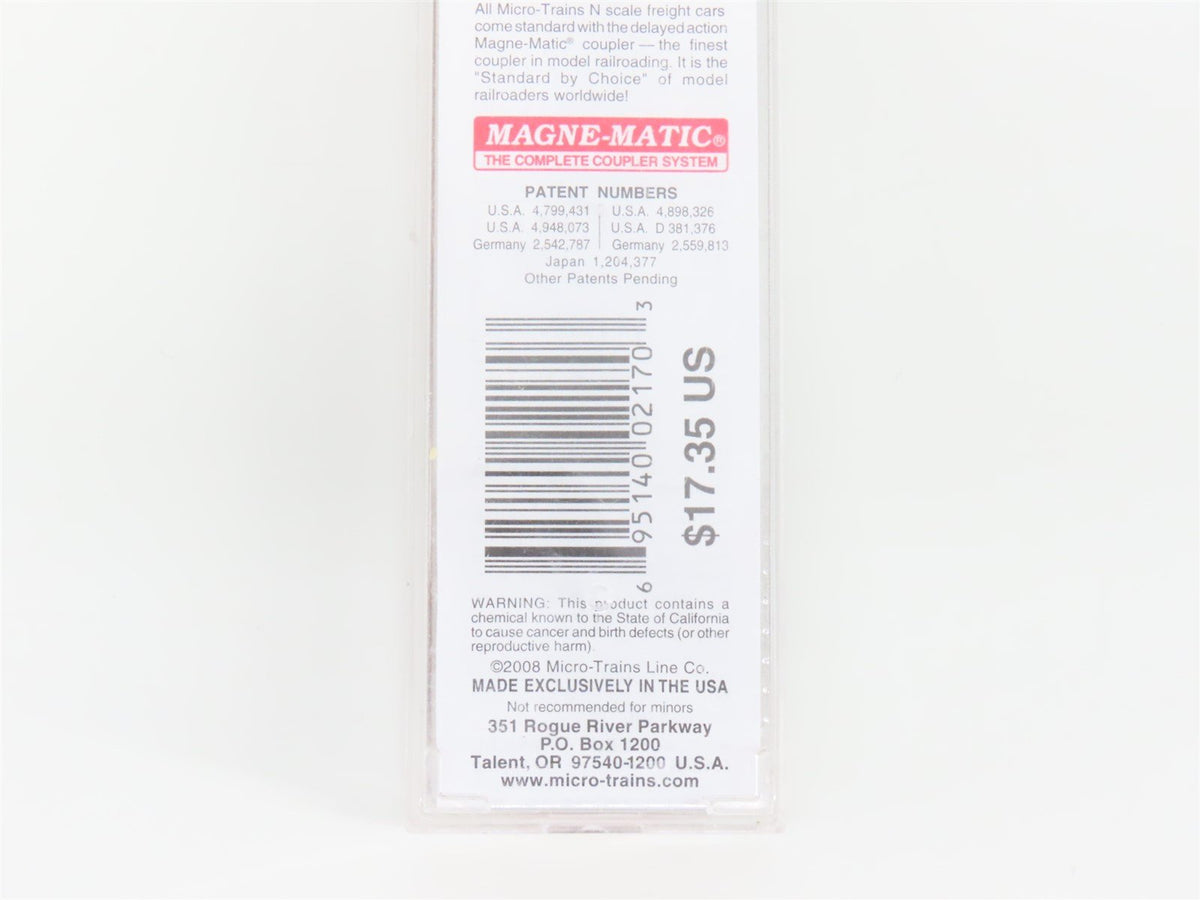 All Micro-Trains N scale freight cars
come standard with the delayed action
Magne-Matic® coupler — the finest
coupler in model railroading. It is the
"Standard by Choice" of model
railroaders worldwide!
MAGNE-MATIC®
THE COMPLETE COUPLER SYSTEM
PATENT NUMBERS
U.S.A. 4,799,431 U.S.A. 4,898,326
U.S.A. 4,948,073 U.S.A. D 381,376
Germany 2,542,787 Germany 2,559,813
Japan 1,204,377
Other Patents Pending
6 95140 02170 3
$17.35 US
WARNING: This product contains a
chemical known to the State of California
to cause cancer and birth defects (or other
reproductive harm).
©2008 Micro-Trains Line Co.
MADE EXCLUSIVELY IN THE USA
Not recommended for minors
351 Rogue River Parkway
P.O. Box 1200
Talent, OR 97540-1200 U.S.A.
www.micro-trains.com